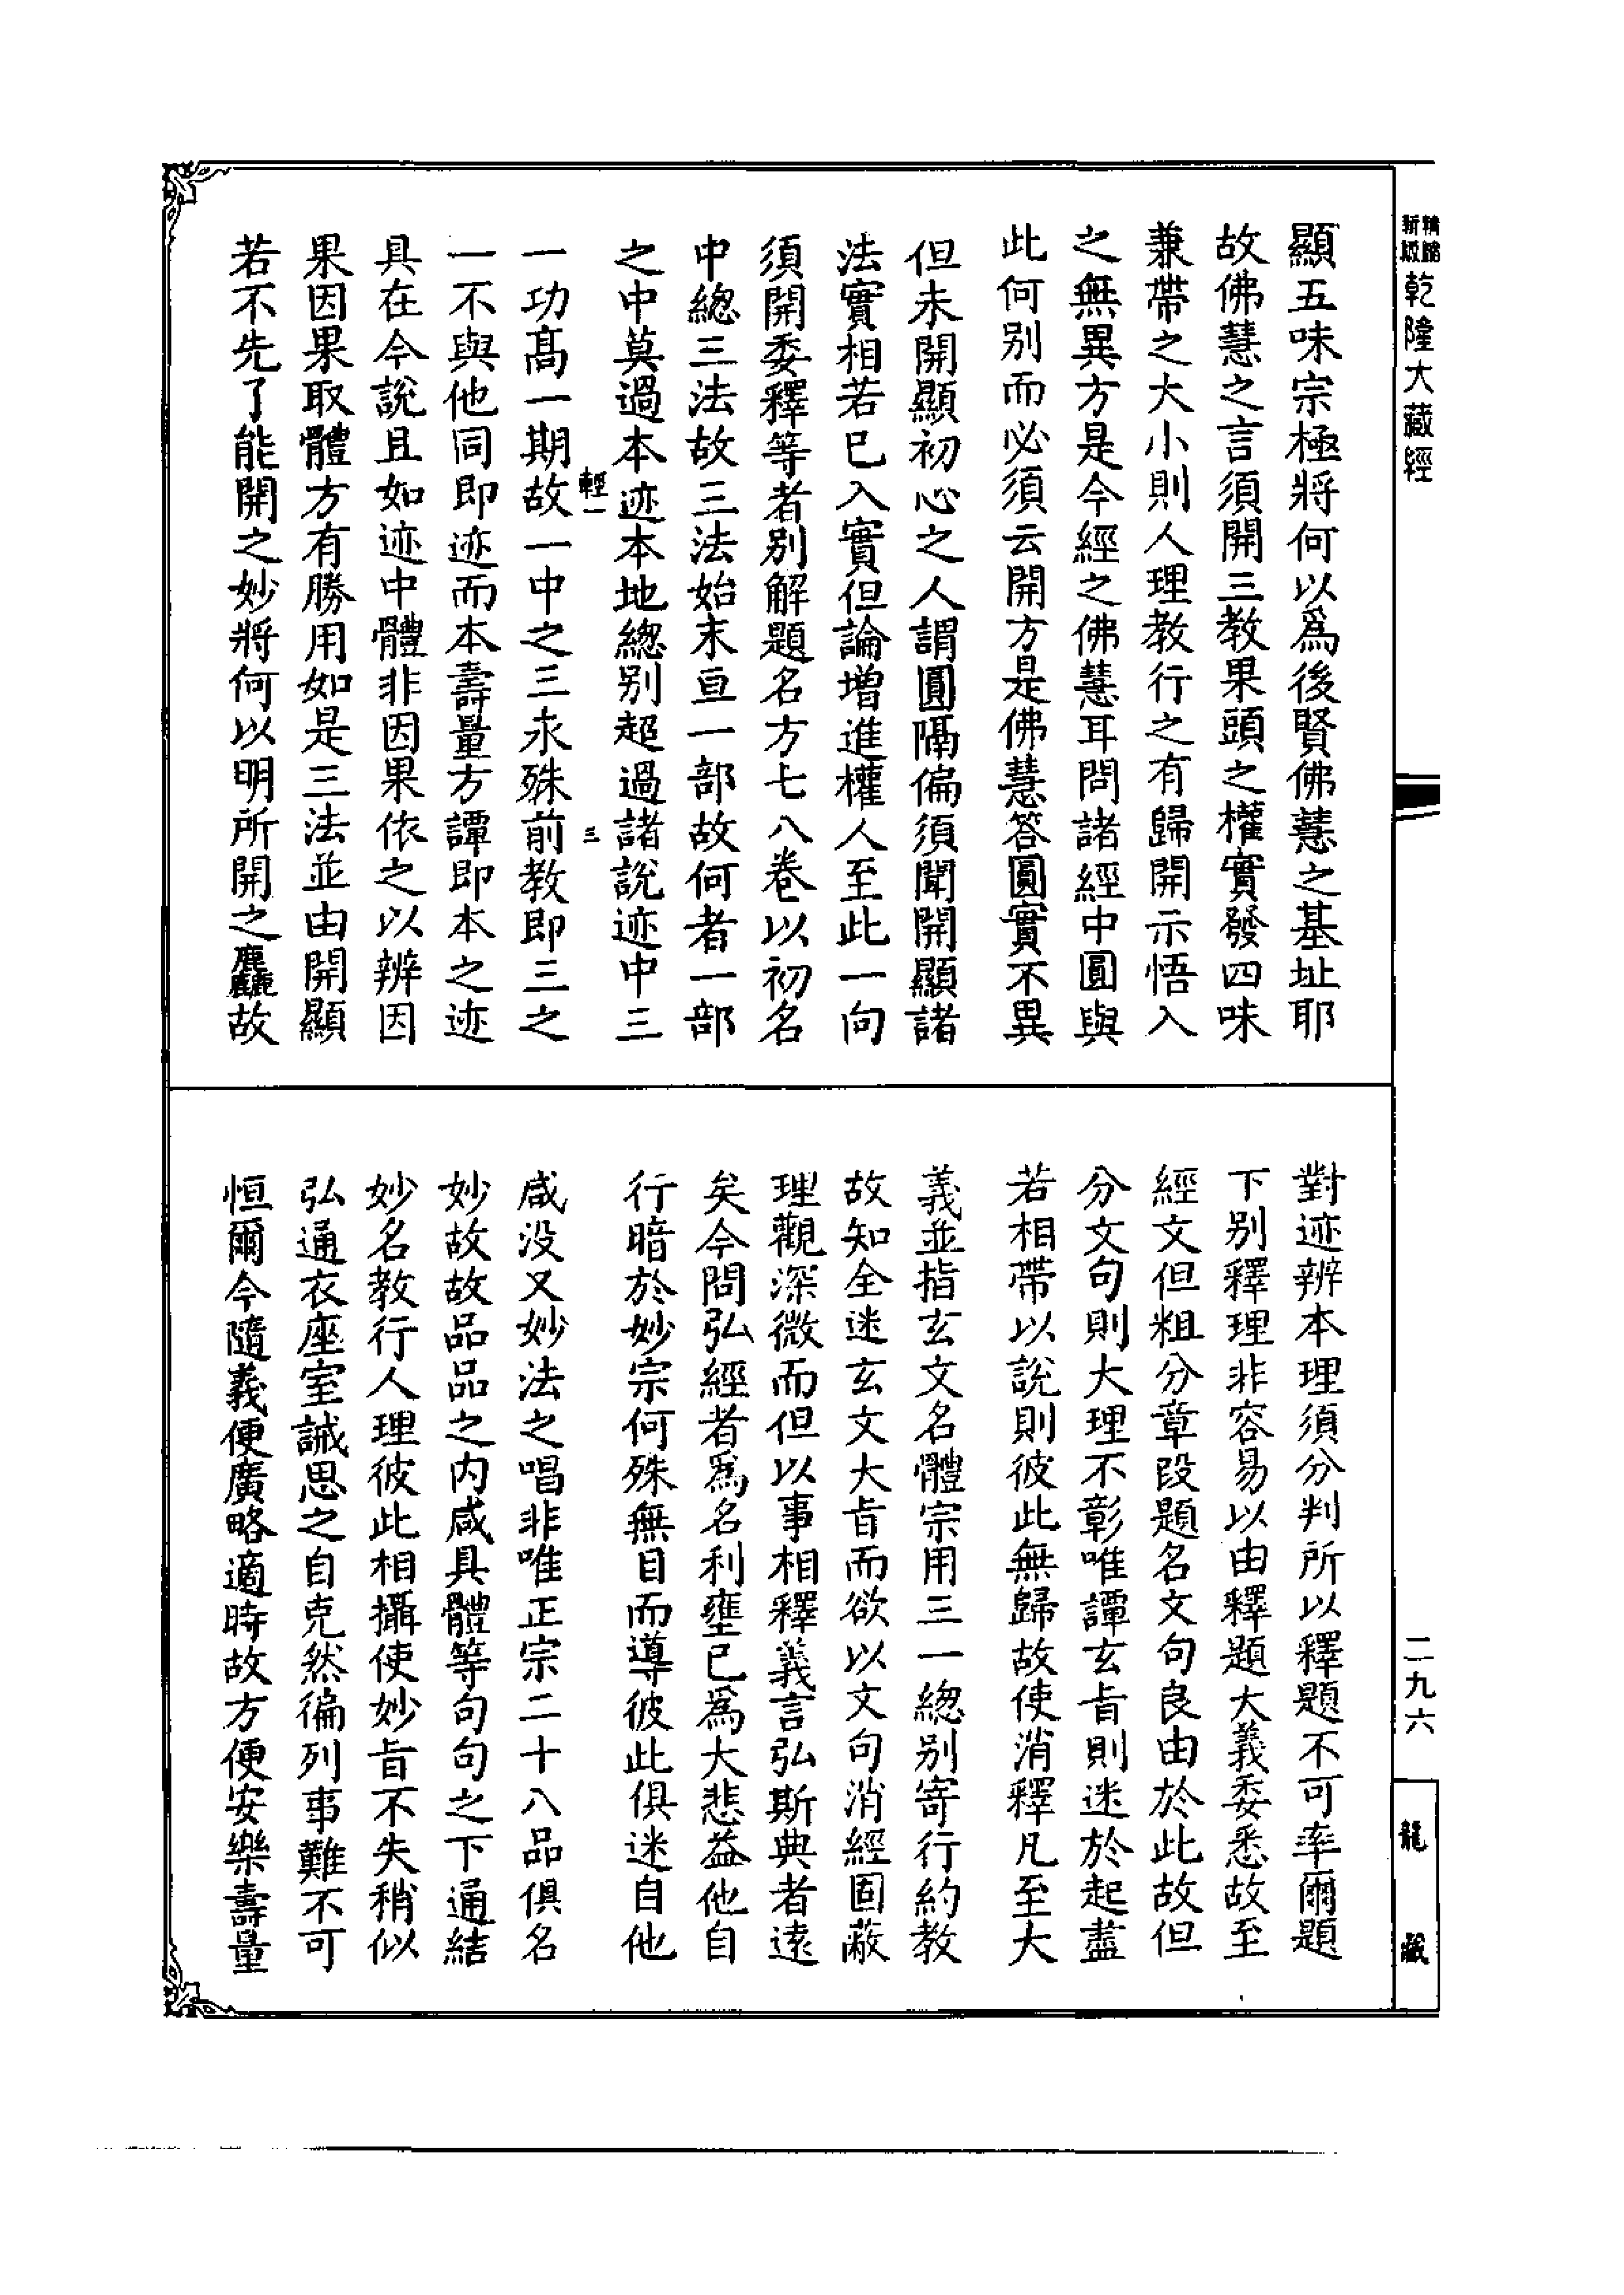 新精
版縮
乾隆大藏經
顯五味宗極將何以爲後賢佛慧之基址耶
故佛慧之言須開三教果頭之權實發四味
兼帶之大小則人理教行之有歸開示悟入
之無異方是今經之佛慧耳問諸經中圓與
此何别而必須云開方是佛慧答圓實不異
但未開顯初心之人謂圓隔偏須聞開顯諸
法實相若已入實但論增進權人至此一向
須開委釋等者别解題名方七八卷以初名
中總三法故三法始末亘一部故何者一部
之中莫過本迹本地總别超過諸說迹中三
輕一
三
一功高一期故一中之三永殊前教即三之
一不與他同即迹而本壽量方譚即本之迹
具在今說且如迹中體非因果依之以辨因
果因果取體方有勝用如是三法並由開顯
若不先了能開之妙將何以明所開之麤故
對迹辨本理須分判所以釋題不可率爾題
下别釋理非容易以由釋題大義委悉故至
經文但粗分章段題名文句良由於此故但
分文句則大理不彰唯譚玄㫖則迷於起盡
若相帶以說則彼此無歸故使消釋凡至大
義並指玄文名體宗用三一總别寄行約教
故知全迷玄文大㫖而欲以文句消經固蔽
理觀深微而但以事相釋義言弘斯典者遠
矣今問弘經者爲名利壅已爲大悲益他自
行暗於妙宗何殊無目而導彼此俱迷自他
咸没又妙法之唱非唯正宗二十八品俱名
妙故故品品之内咸具體等句句之下通結
妙名教行人理彼此相攝使妙㫖不失稍似
弘通衣座室誡思之自克然徧列事難不可
恒爾今隨義便廣略適時故方便安樂壽量
二九六
龍藏